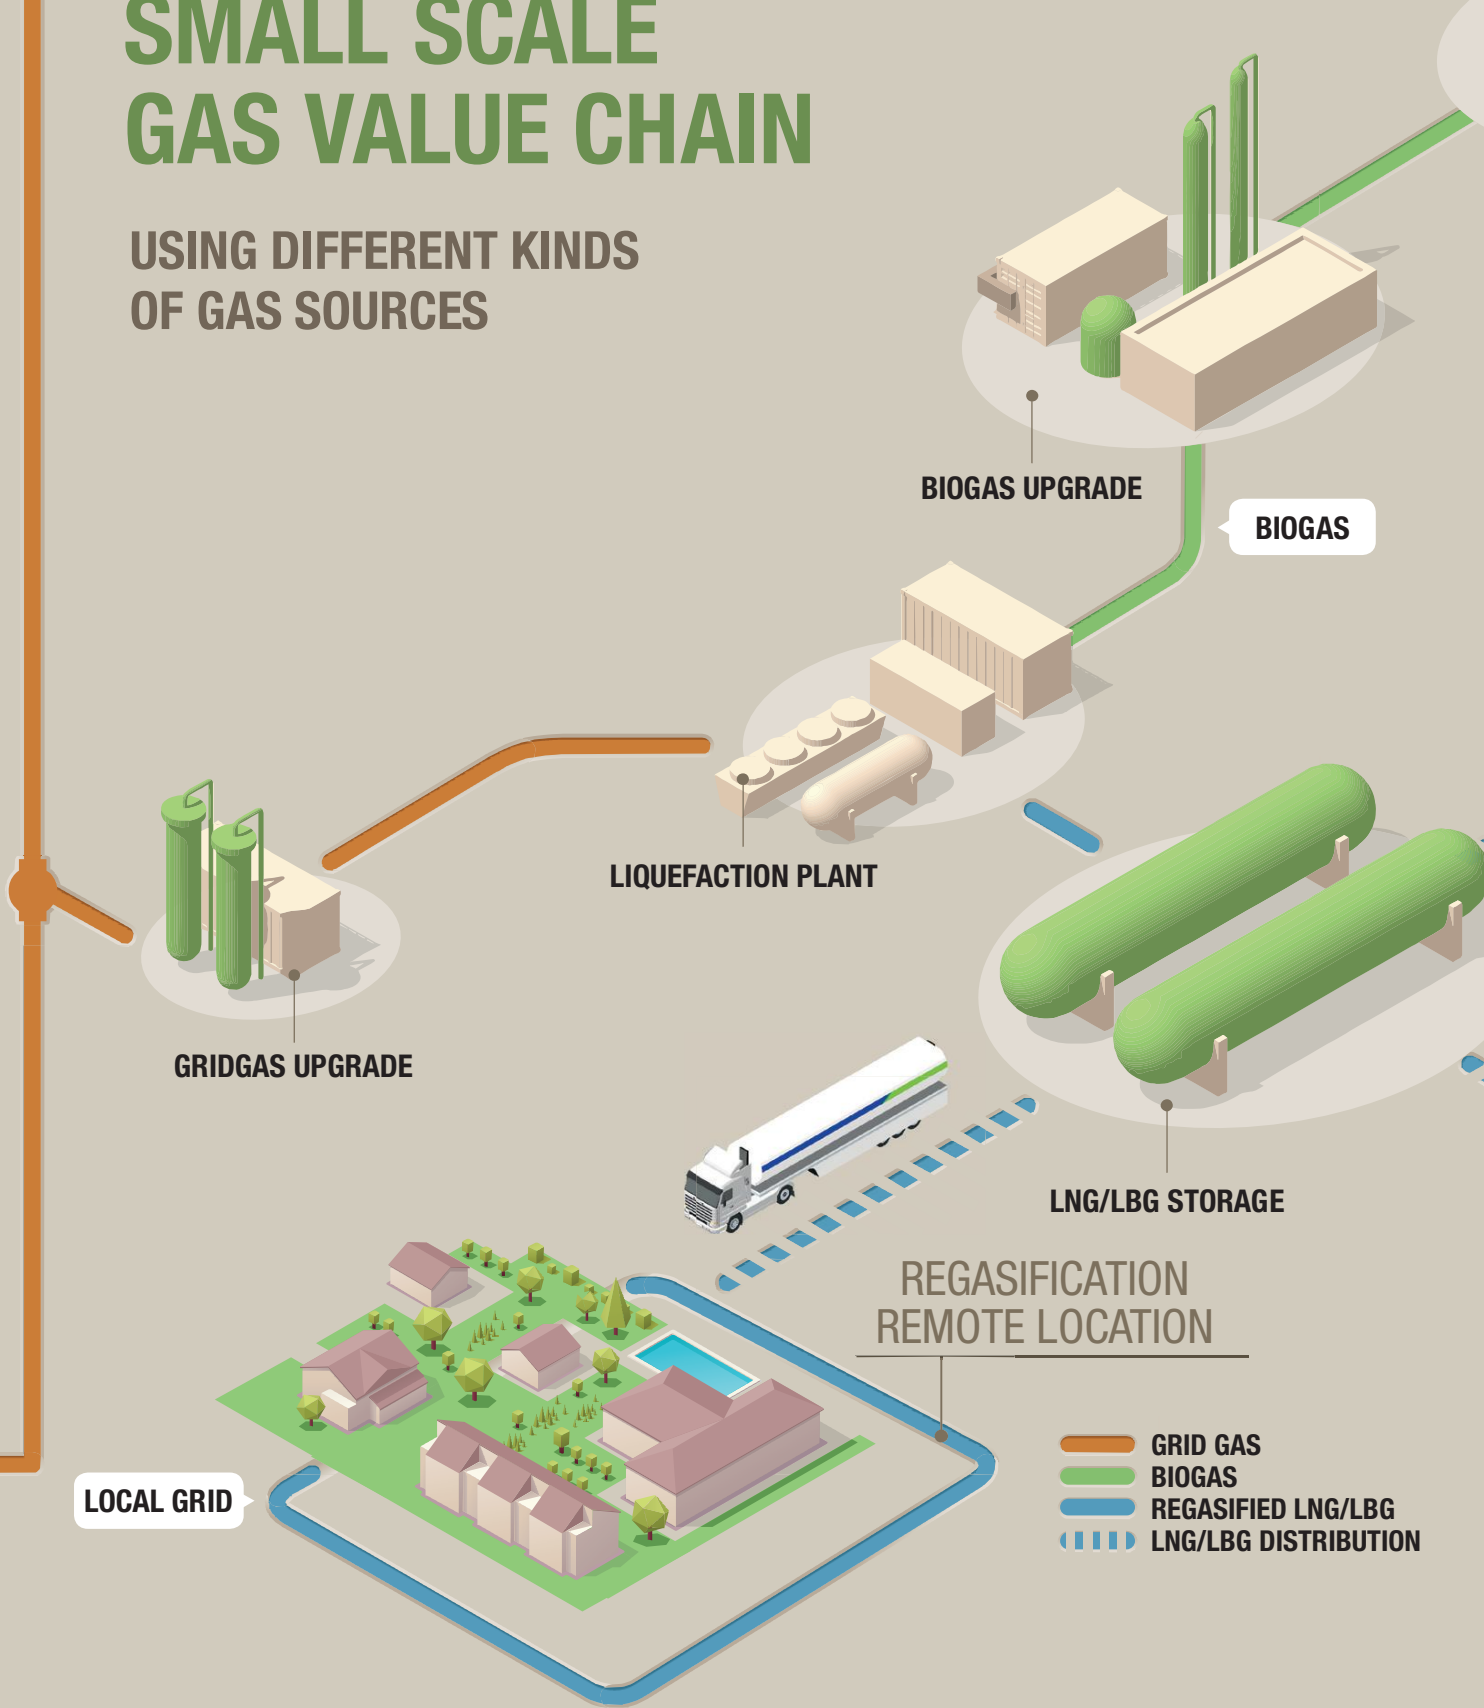 SMALL SCALE
GAS VALUE CHAIN
USING DIFFERENT KINDS
OF GAS SOURCES
BIOGAS UPGRADE
BIOGAS
LIQUEFACTION PLANT
GRIDGAS UPGRADE
LNG/LBG STORAGE
REGASIFICATION
REMOTE LOCATION
LOCAL GRID
GRID GAS
BIOGAS
REGASIFIED LNG/LBG
LNG/LBG DISTRIBUTION